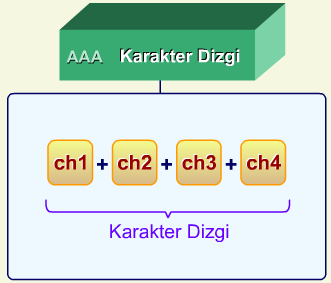 AAA Karakter Dizgi
ch1 + ch2 + ch3 + ch4
Karakter Dizgi